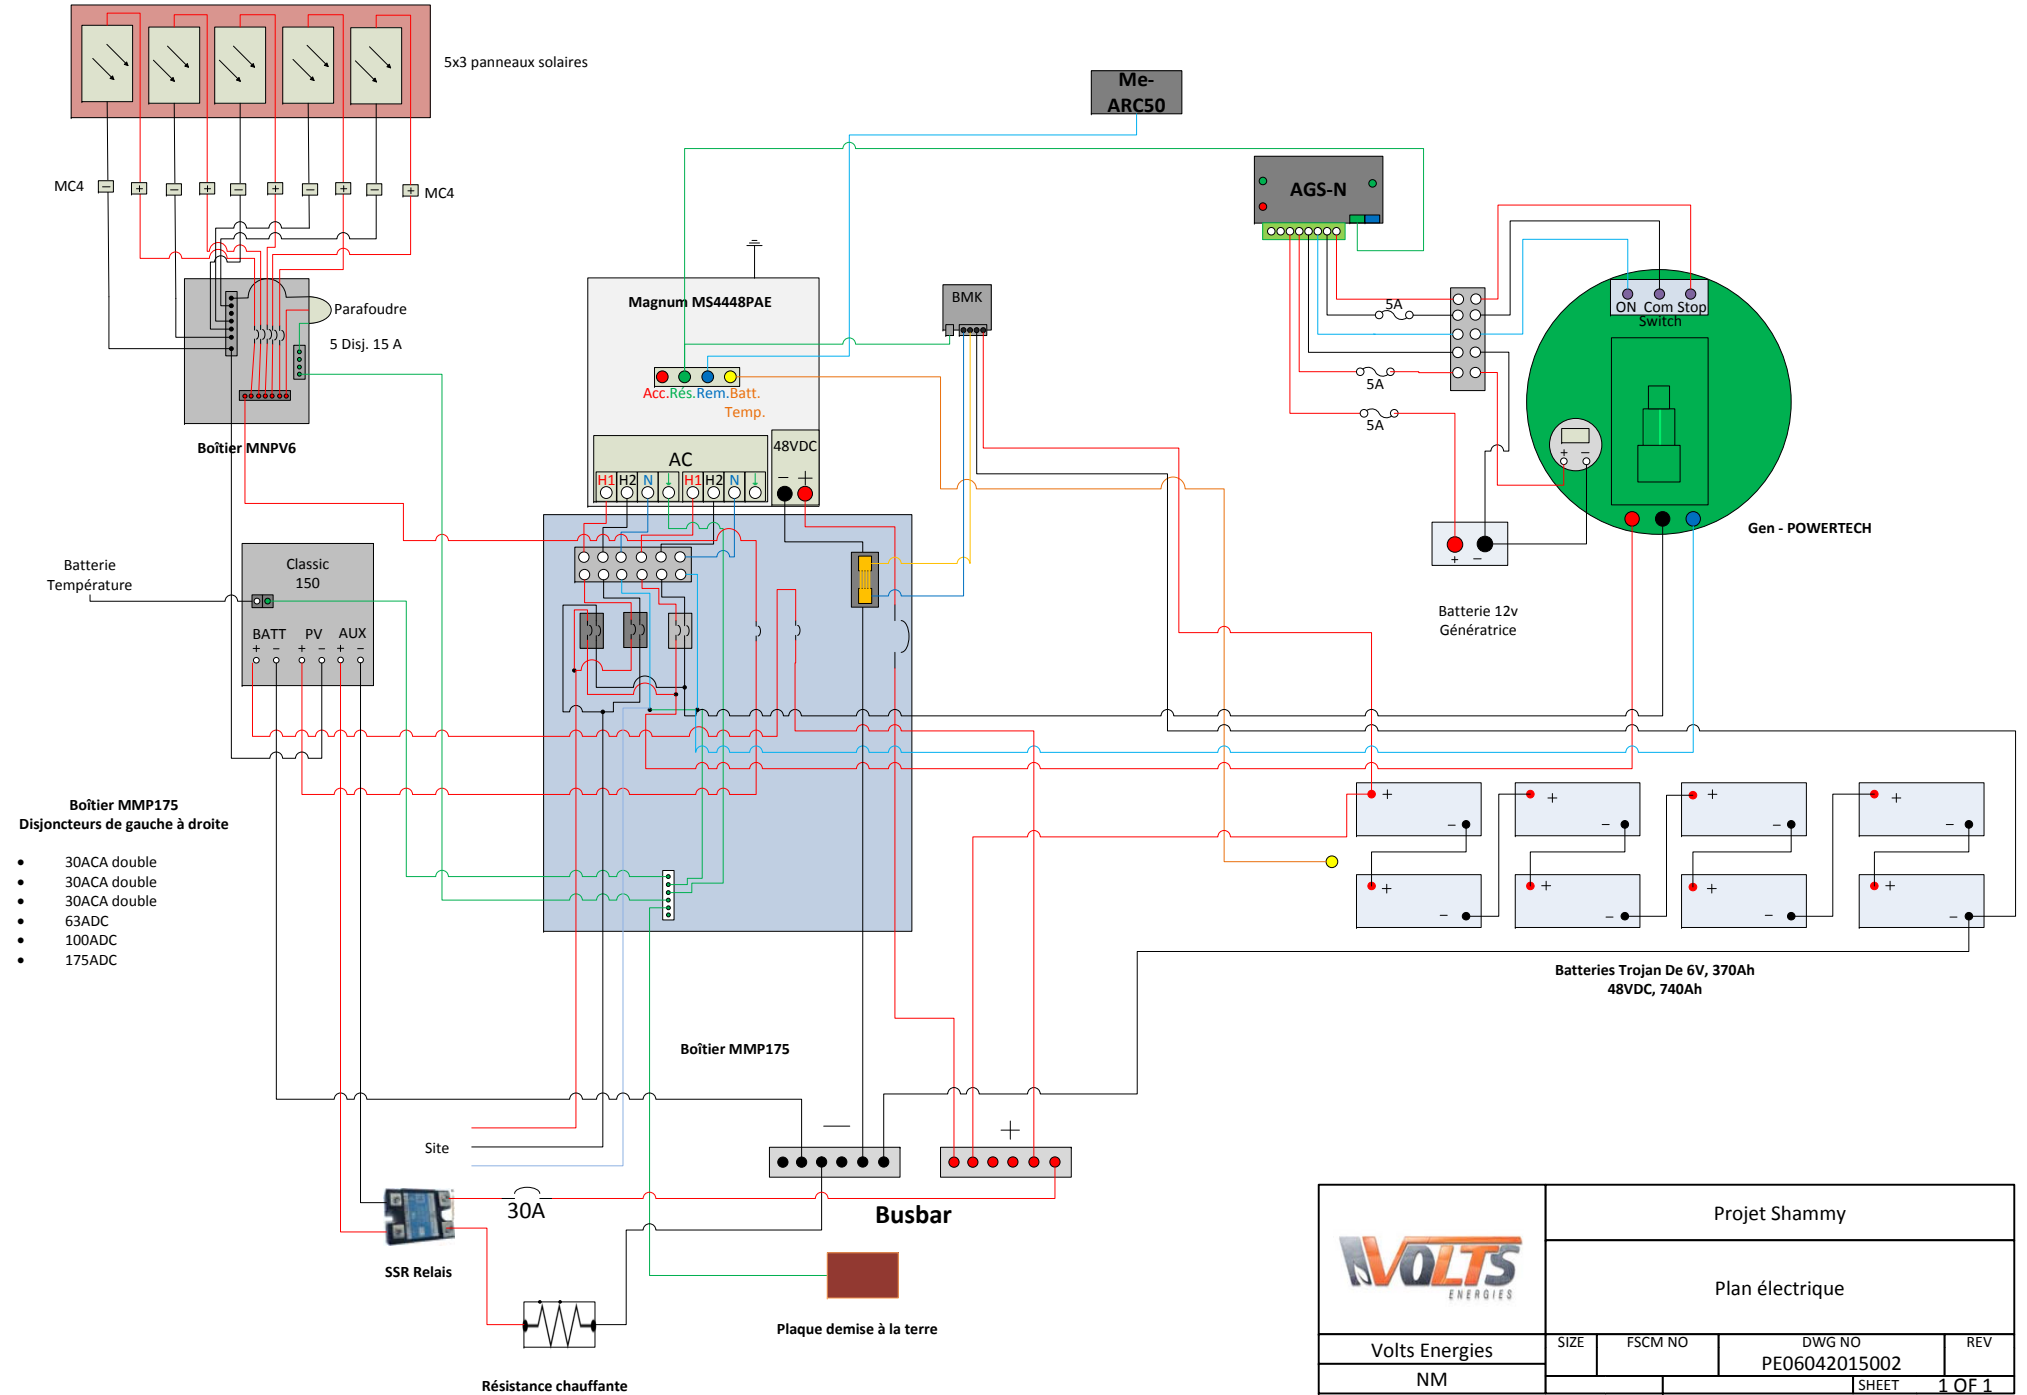 5x3 panneaux solaires
Me-
ARC50
MC4
MC4
AGS-N
Magnum MS4448PAE
BMK
Parafoudre
5 Disj. 15 A
5A
5A
5A
ON Com Stop
Switch
Acc. Rés. Rem. Batt.
Temp.
Boîtier MNPV6
AC
48VDC
H1 H2 N ↓ H1 H2 N ↓
− +
+ −
Gen - POWERTECH
+ −
Batterie 12v
Génératrice
Batterie
Température
Classic
150
BATT PV AUX
+ − + − + −
Boîtier MMP175
Disjoncteurs de gauche à droite
• 30ACA double
• 30ACA double
• 30ACA double
• 63ADC
• 100ADC
• 175ADC
+ − + − + − + −
+ − + − + − + −
Batteries Trojan De 6V, 370Ah
48VDC, 740Ah
Boîtier MMP175
Site
— +
Busbar
30A
SSR Relais
Plaque demise à la terre
Résistance chauffante
VOLTS
ENERGIES
Projet Shammy
Plan électrique
Volts Energies
NM
SIZE
FSCM NO
DWG NO
PE06042015002
REV
SHEET
1 OF 1